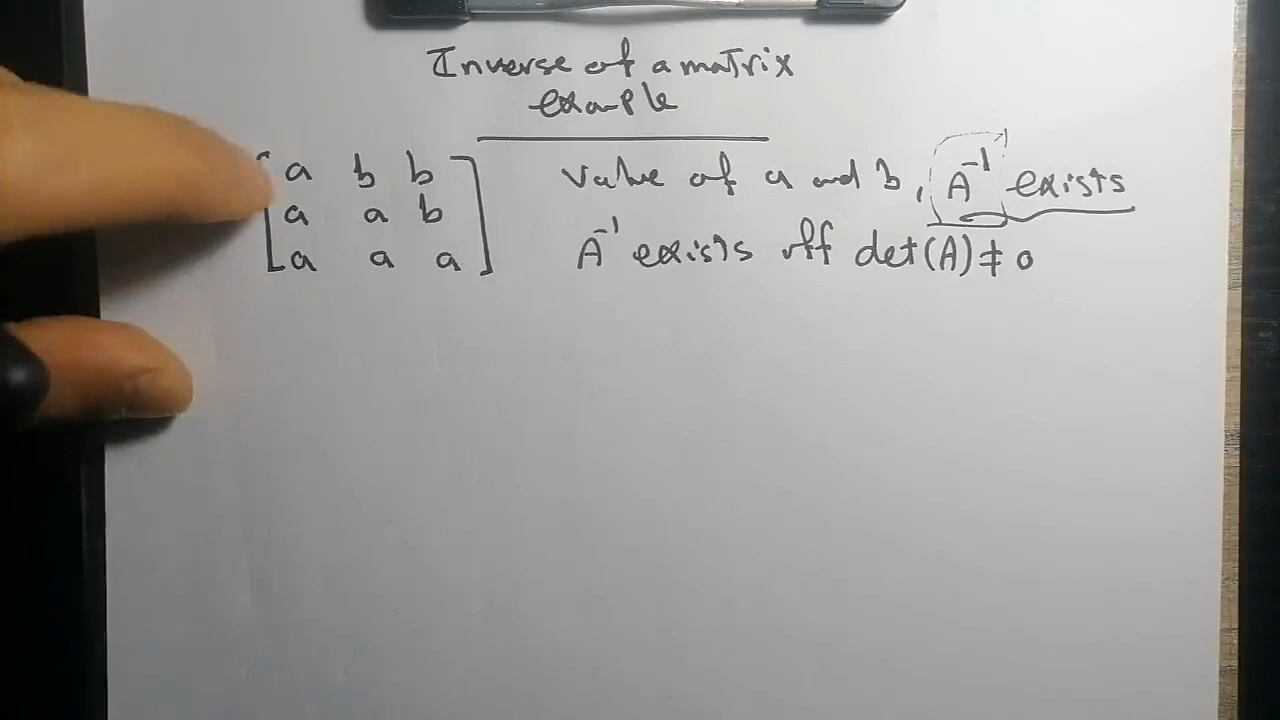 Inverse of a matrix
example
a b b
a a b
a a a
value of a and b, A⁻¹ exists
A⁻¹ exists iff det(A) ≠ 0